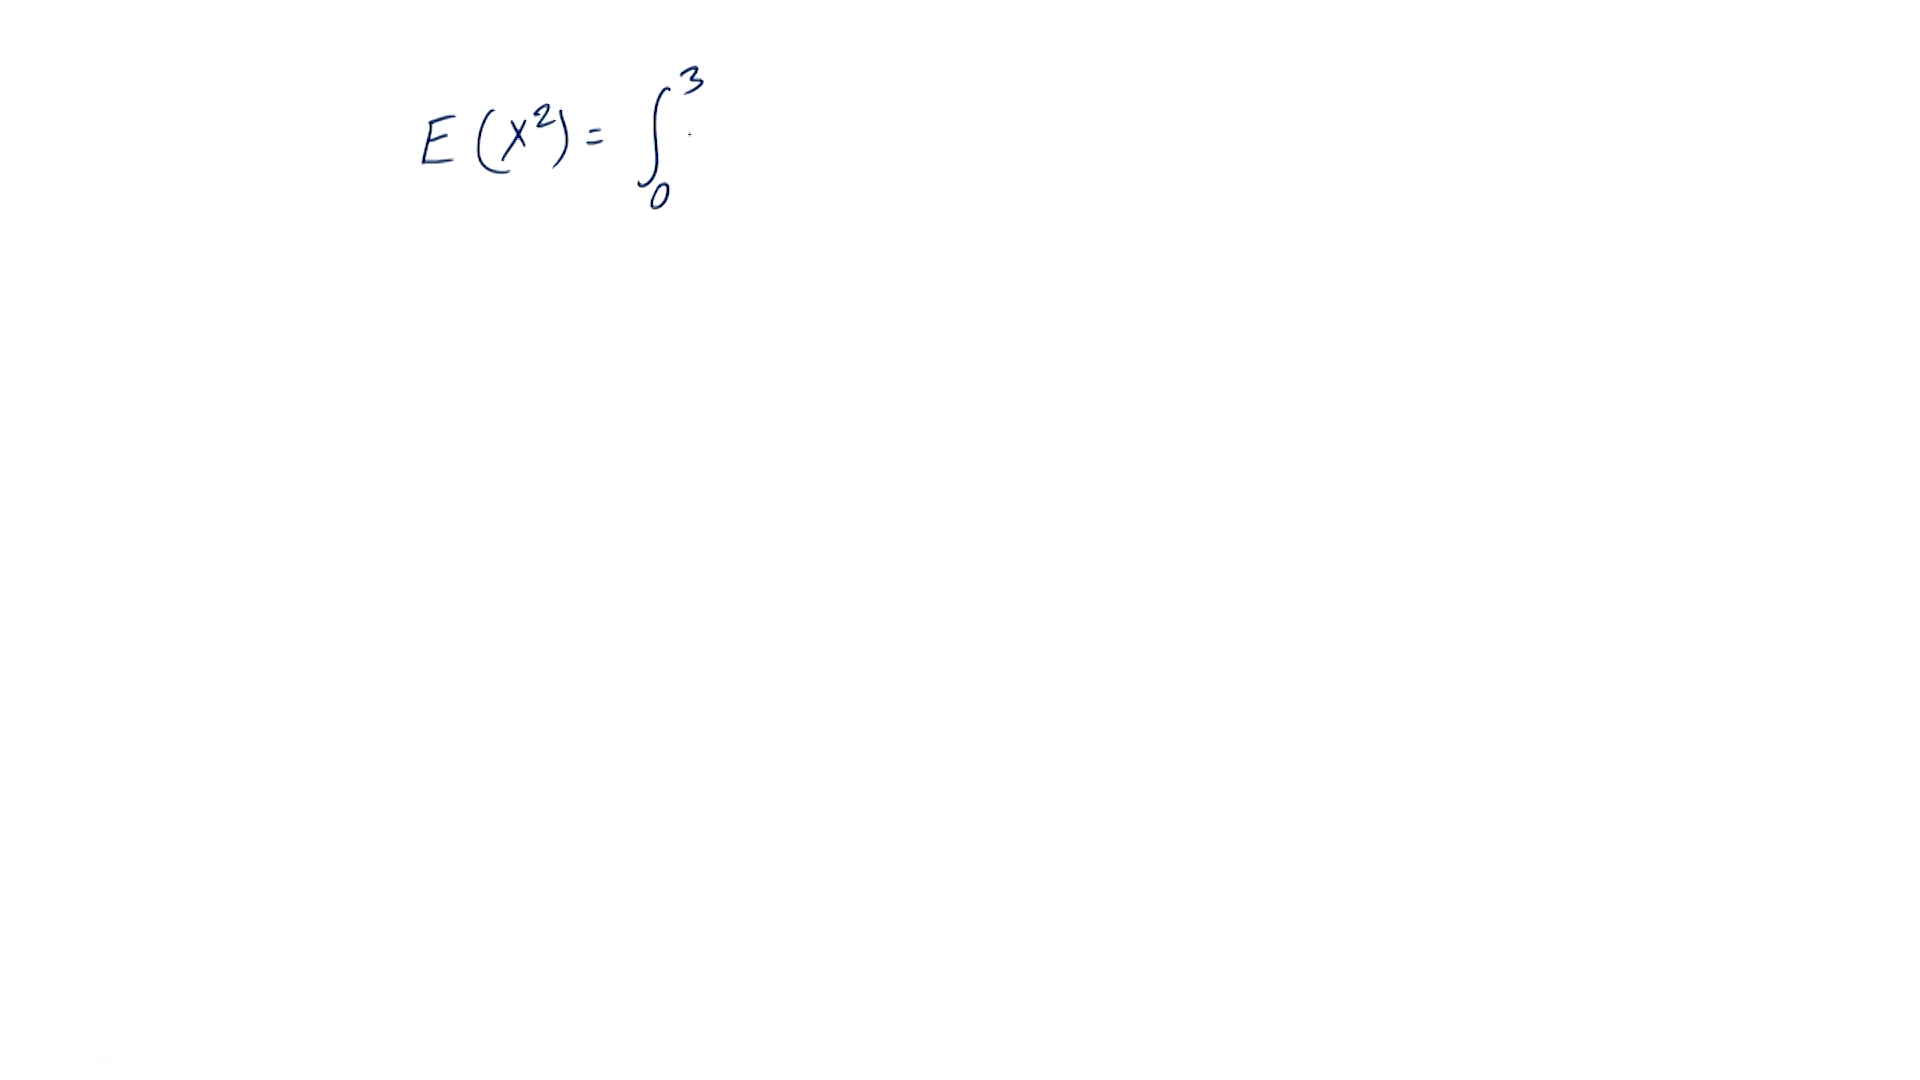 E(X²) = ∫₀³